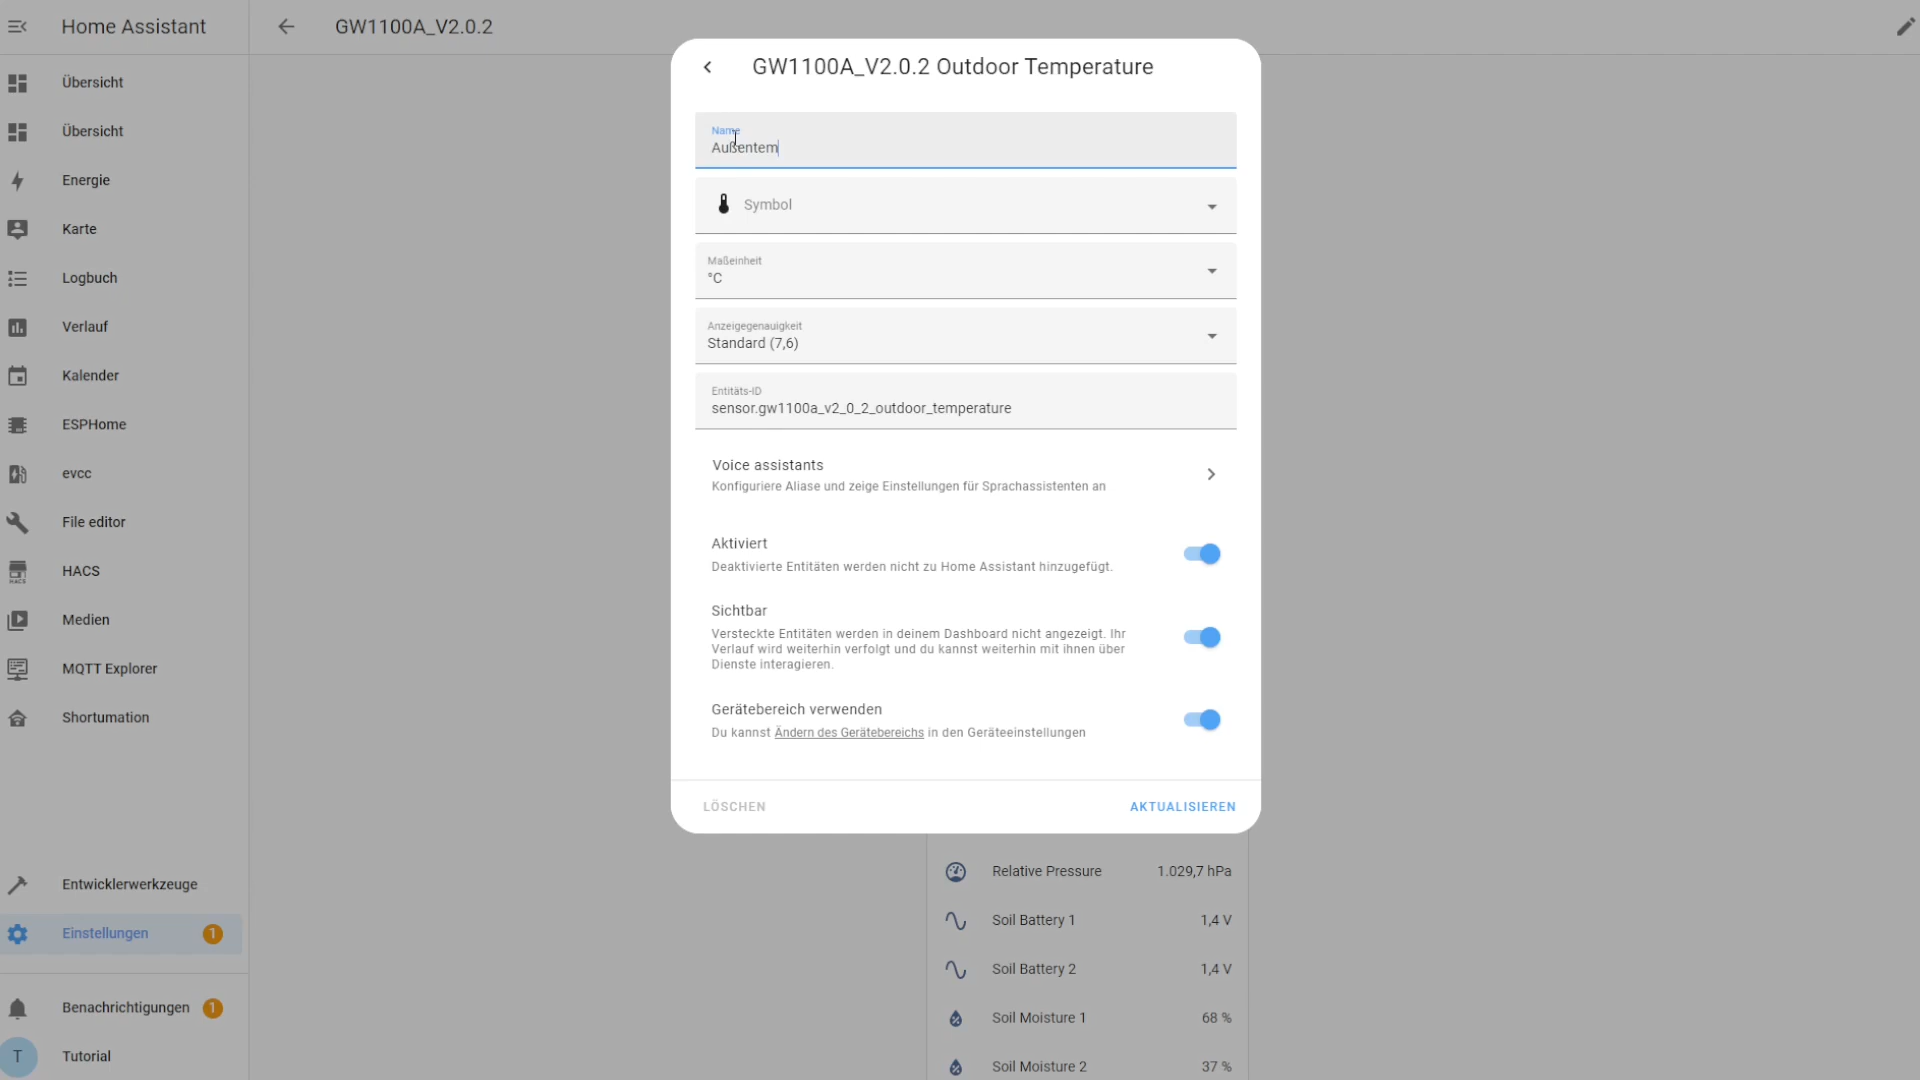 Home Assistant
GW1100A_V2.0.2
Übersicht
Übersicht
Energie
Karte
Logbuch
Verlauf
Kalender
ESPHome
evcc
File editor
HACS
HACS
Medien
MQTT Explorer
Shortumation
Entwicklerwerkzeuge
Einstellungen 1
Benachrichtigungen 1
T Tutorial
GW1100A_V2.0.2 Outdoor Temperature
Name
Außentem
Symbol
Maßeinheit
°C
Anzeigegenauigkeit
Standard (7,6)
Entitäts-ID
sensor.gw1100a_v2_0_2_outdoor_temperature
Voice assistants
Konfiguriere Aliase und zeige Einstellungen für Sprachassistenten an
Aktiviert
Deaktivierte Entitäten werden nicht zu Home Assistant hinzugefügt.
Sichtbar
Versteckte Entitäten werden in deinem Dashboard nicht angezeigt. Ihr
Verlauf wird weiterhin verfolgt und du kannst weiterhin mit ihnen über
Dienste interagieren.
Gerätebereich verwenden
Du kannst Ändern des Gerätebereichs in den Geräteeinstellungen
LÖSCHEN
AKTUALISIEREN
Relative Pressure 1.029,7 hPa
Soil Battery 1 1,4 V
Soil Battery 2 1,4 V
Soil Moisture 1 68 %
Soil Moisture 2 37 %